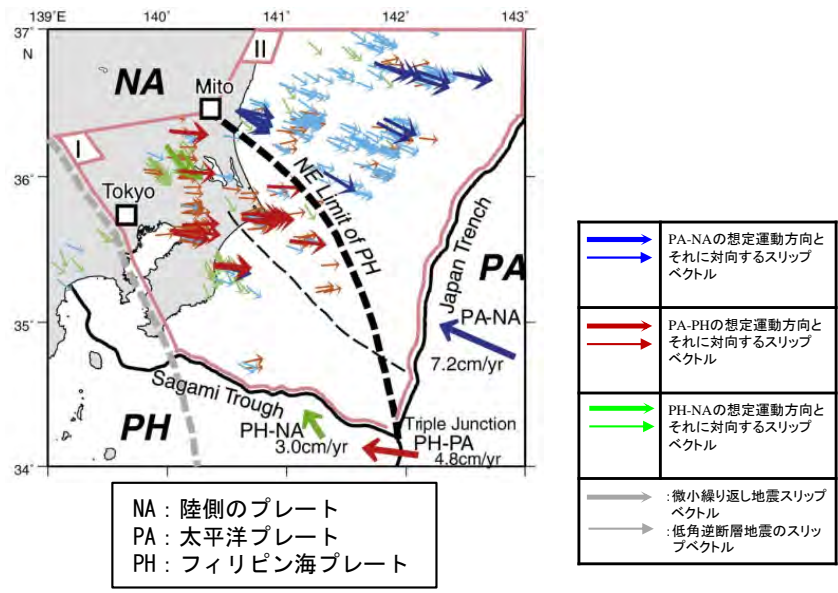 139°E
140°
141°
142°
143°
37°
N
II
NA
Mito
I
36°
Tokyo
NE Limit of PH
Japan Trench
PA
PA-NA
35°
7.2cm/yr
Sagami Trough
PH
PH-NA
3.0cm/yr
Triple Junction
PH-PA
4.8cm/yr
34°
NA：陸側のプレート
PA：太平洋プレート
PH：フィリピン海プレート
PA-NAの想定運動方向と
それに対向するスリップ
ベクトル
PA-PHの想定運動方向と
それに対向するスリップ
ベクトル
PH-NAの想定運動方向と
それに対向するスリップ
ベクトル
：微小繰り返し地震スリップ
ベクトル
：低角逆断層地震のスリッ
プベクトル